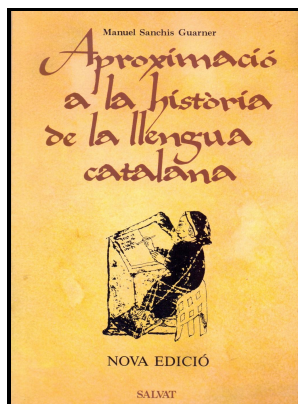 Manuel Sanchis Guarner
Aproximació
a la història
de la llengua
catalana
NOVA EDICIÓ
SALVAT